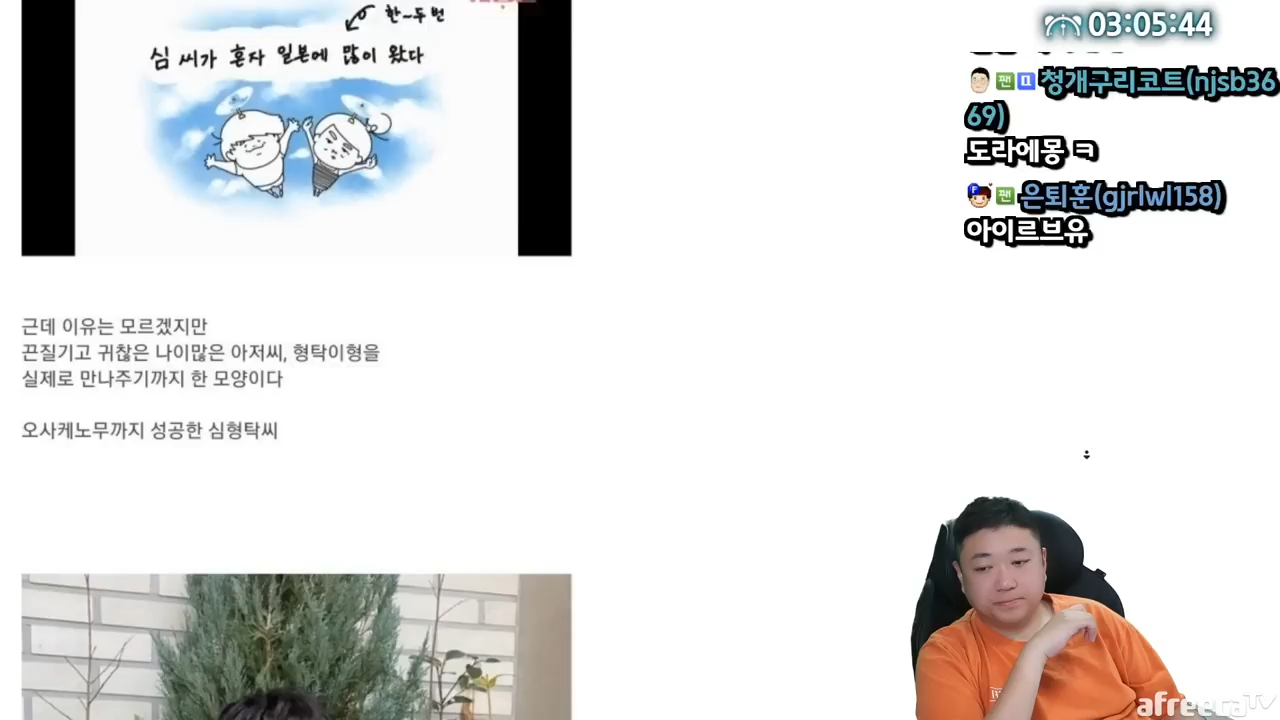 한~두 번
심 씨가 혼자 일본에 많이 왔다
근데 이유는 모르겠지만
끈질기고 귀찮은 나이많은 아저씨, 형탁이형을
실제로 만나주기까지 한 모양이다
오사케노무까지 성공한 심형탁씨
03:05:44
팬 청개구리코트(njsb36
69)
도라에몽 ㅋ
팬 은퇴훈(gjrlwl158)
아이르브유
afreecaTV